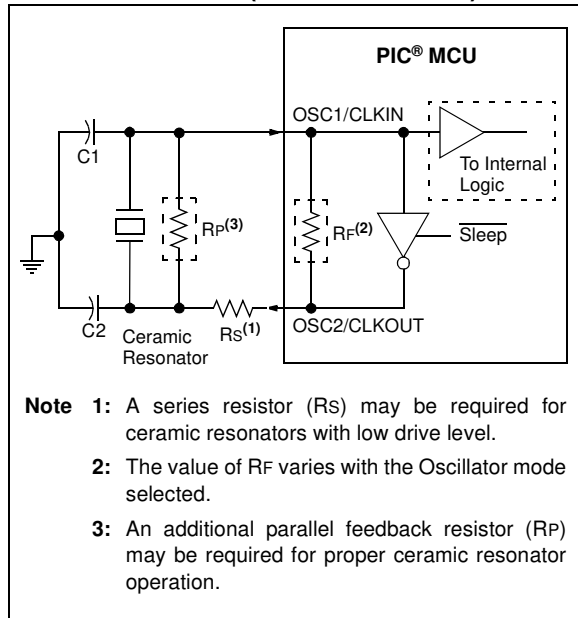 PIC® MCU
OSC1/CLKIN
C1
To Internal
Logic
RP(3)
RF(2)
Sleep
C2
Ceramic
Resonator
RS(1)
OSC2/CLKOUT
Note 1: A series resistor (RS) may be required for
ceramic resonators with low drive level.
2: The value of RF varies with the Oscillator mode
selected.
3: An additional parallel feedback resistor (RP)
may be required for proper ceramic resonator
operation.